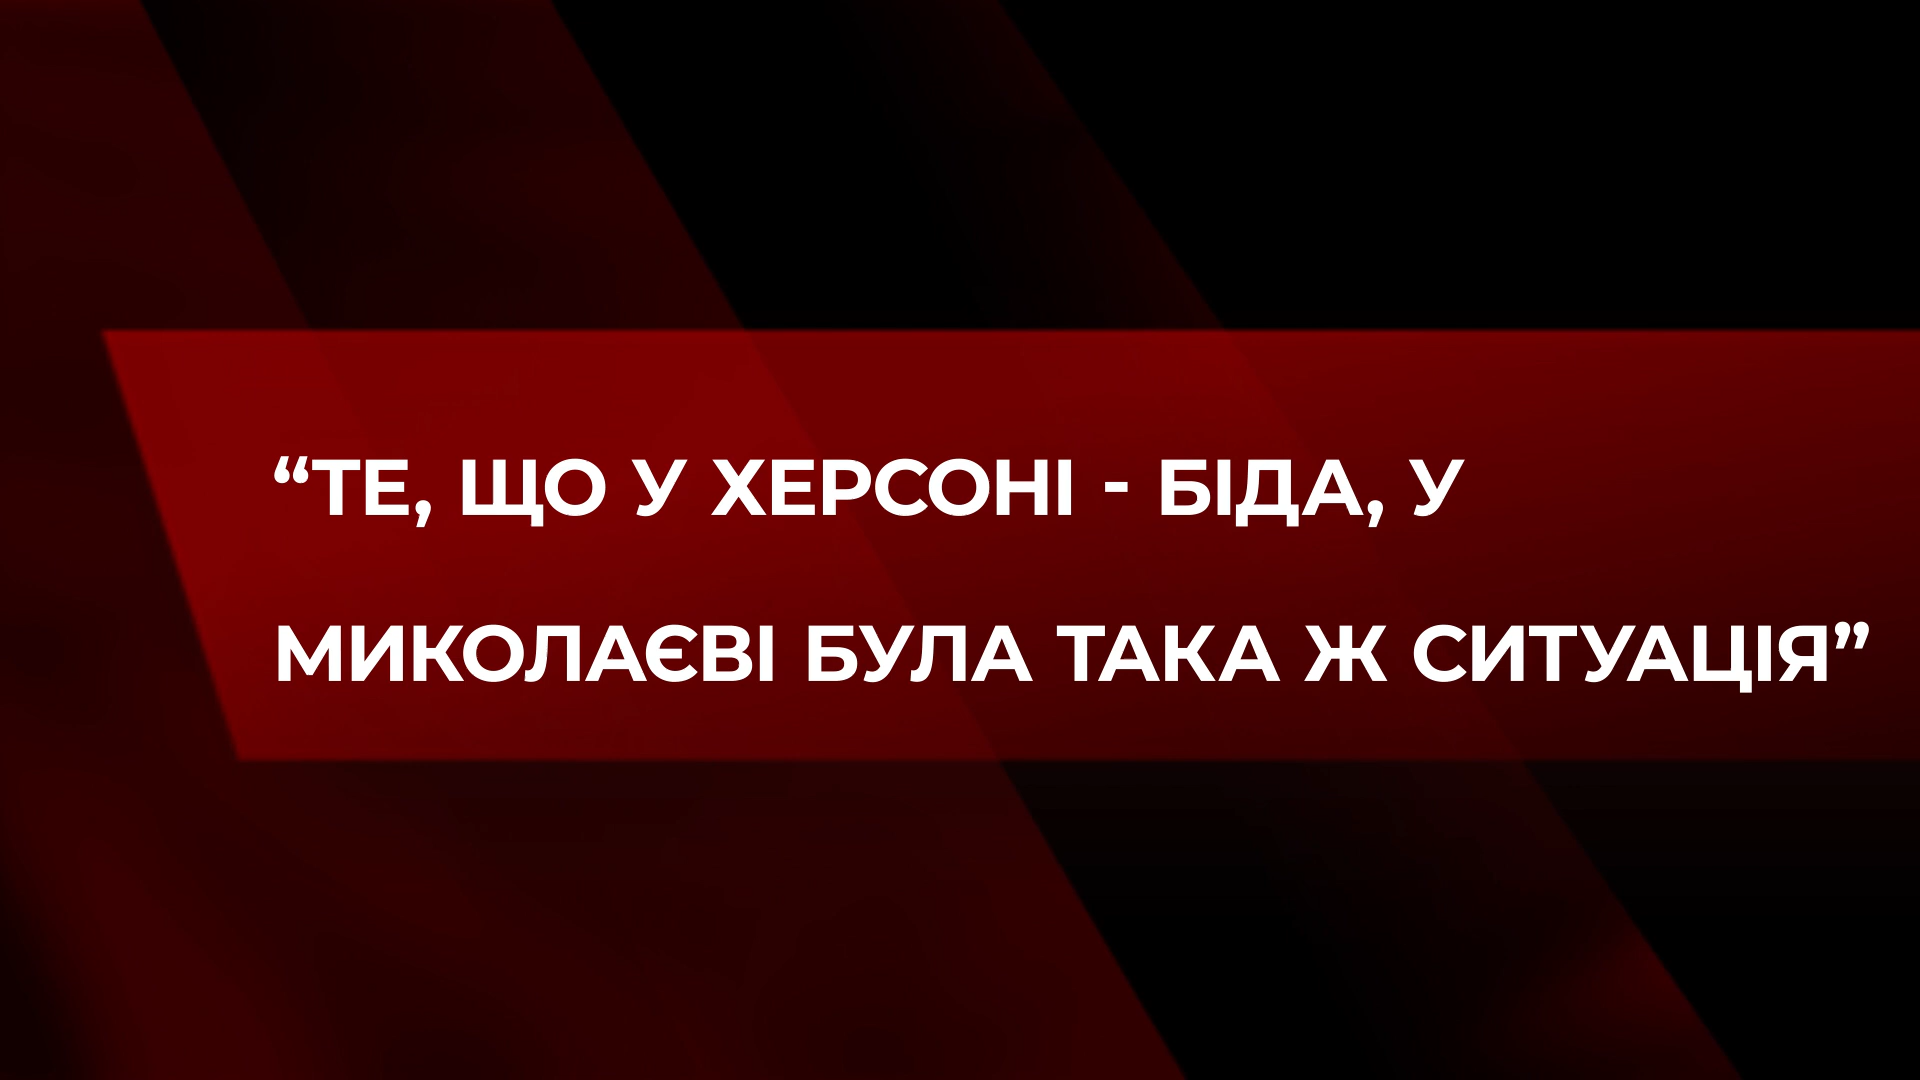 “ТЕ, ЩО У ХЕРСОНІ - БІДА, У
МИКОЛАЄВІ БУЛА ТАКА Ж СИТУАЦІЯ”